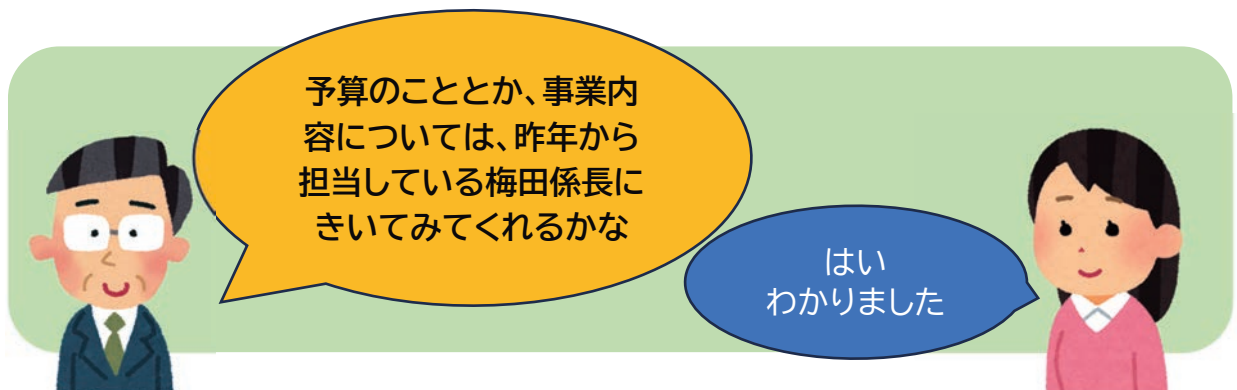 予算のこととか、事業内
容については、昨年から
担当している梅田係長に
きいてみてくれるかな
はい
わかりました